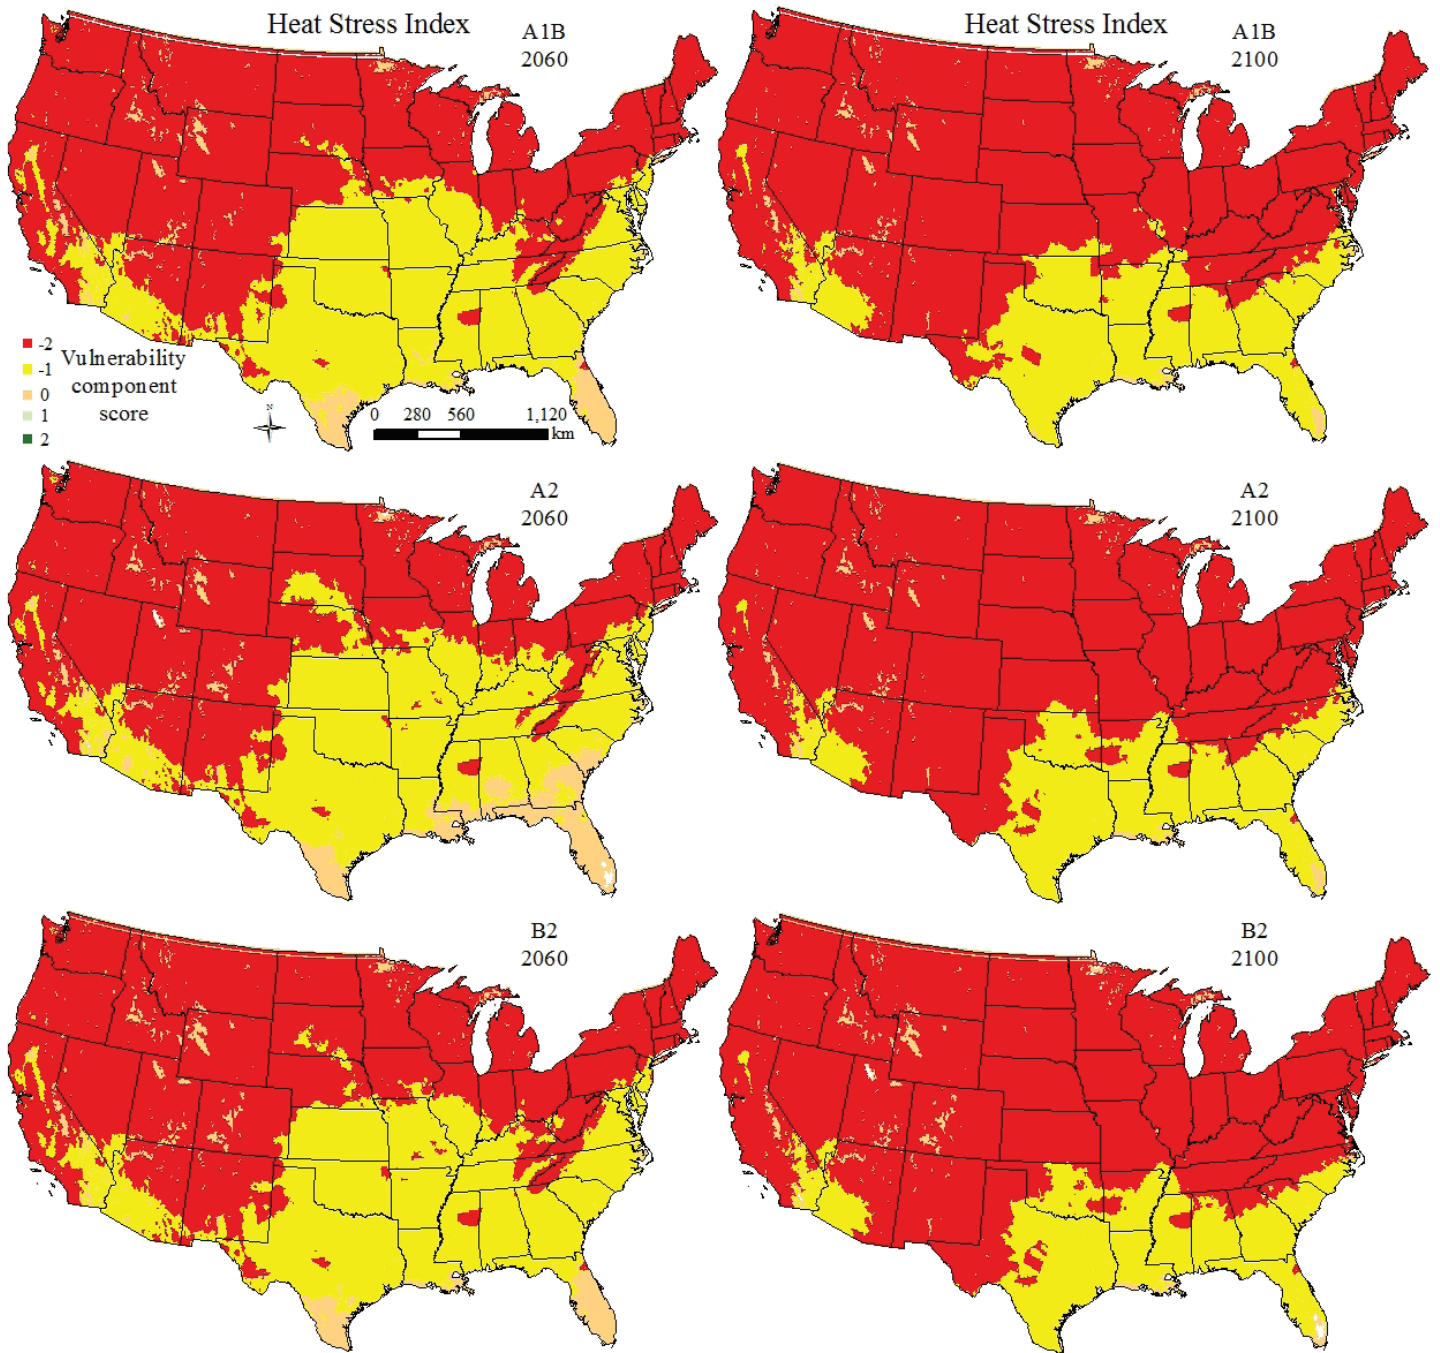 Heat Stress Index
A1B
2060
Heat Stress Index
A1B
2100
-2
-1
0
1
2
Vulnerability
component
score
N
0 280 560 1,120
km
A2
2060
A2
2100
B2
2060
B2
2100